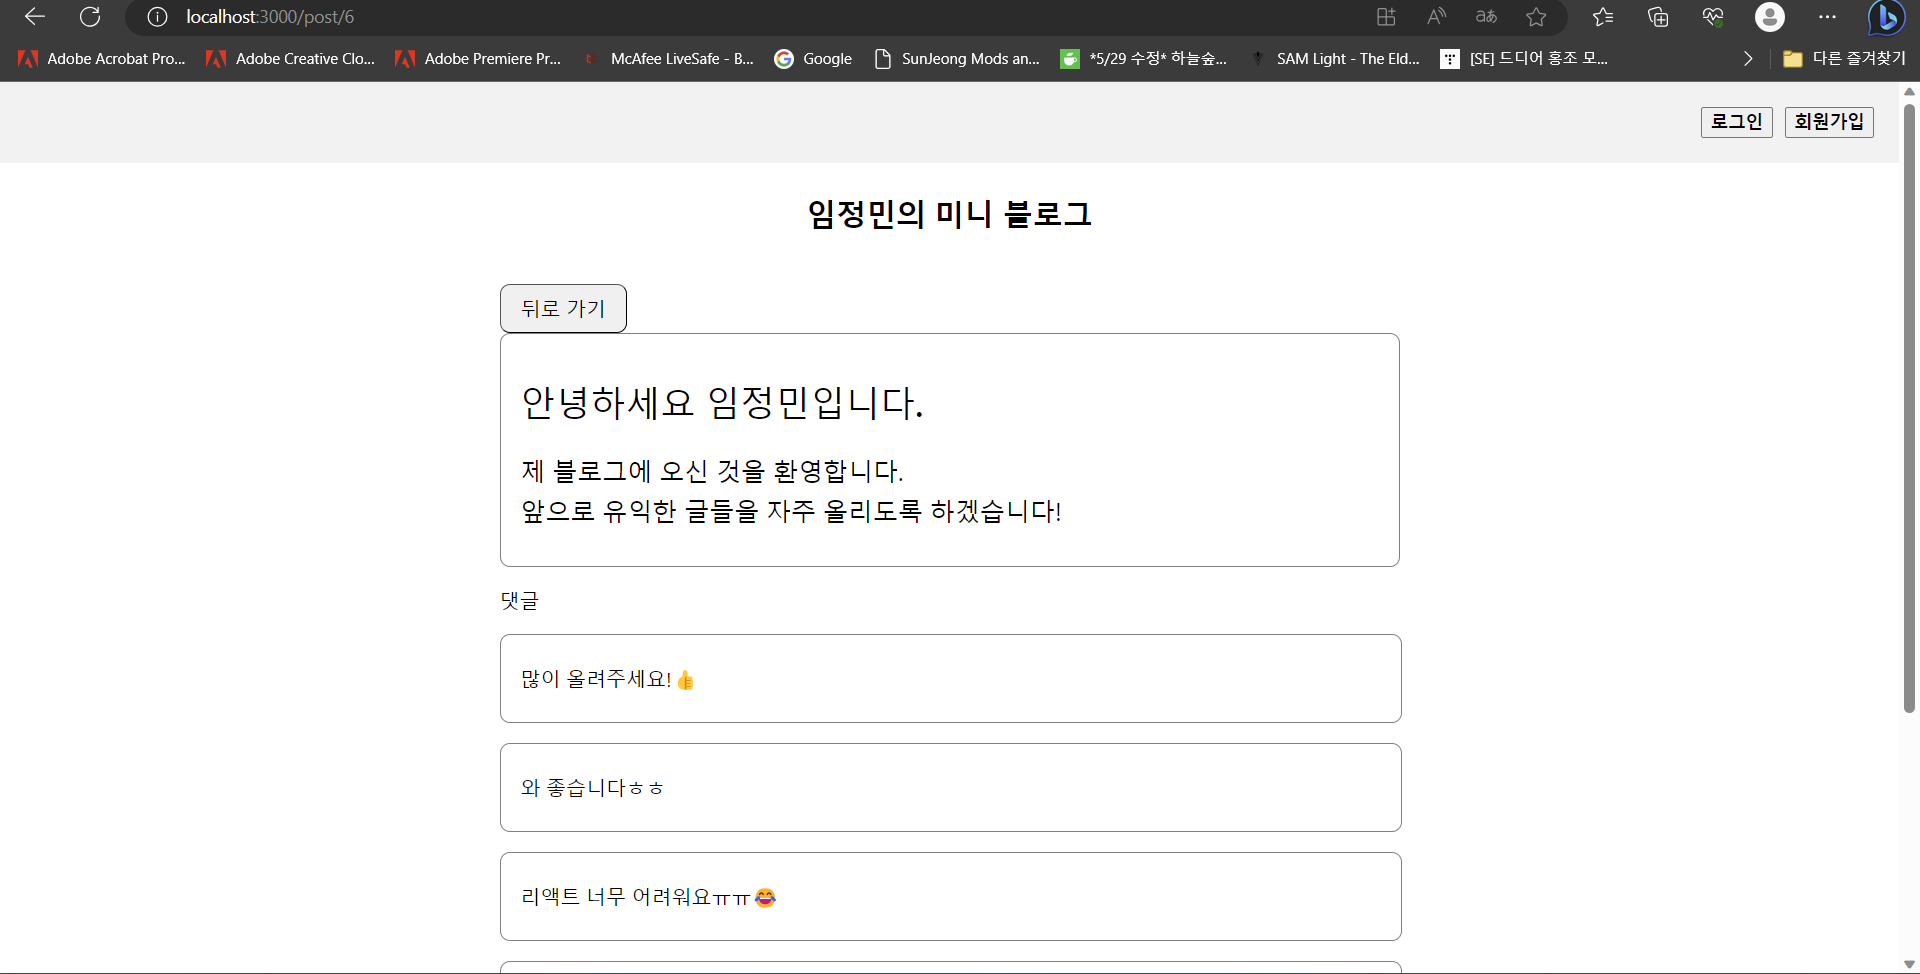 localhost:3000/post/6
Adobe Acrobat Pro... Adobe Creative Clo... Adobe Premiere Pr... McAfee LiveSafe - B... Google SunJeong Mods an... *5/29 수정* 하늘숲... SAM Light - The Eld... [SE] 드디어 홍조 모... 다른 즐겨찾기
로그인 회원가입
임정민의 미니 블로그
뒤로 가기
안녕하세요 임정민입니다.
제 블로그에 오신 것을 환영합니다.
앞으로 유익한 글들을 자주 올리도록 하겠습니다!
댓글
많이 올려주세요!👍
와 좋습니다ㅎㅎ
리액트 너무 어려워요ㅠㅠ😂